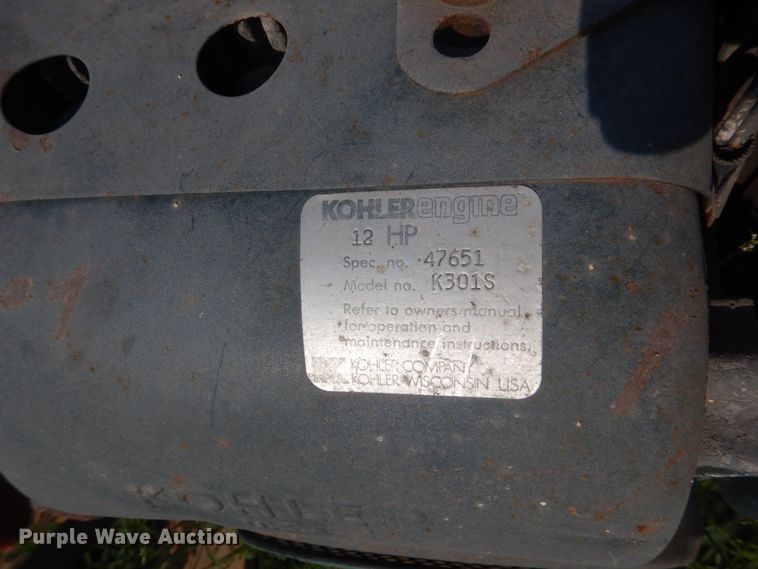 KOHLERengine
12 HP
Spec. no. 47651
Model no. K301S
Refer to owners manual
for operation and
maintenance instructions.
KOHLER COMPANY
KOHLER WISCONSIN USA
KOHLER
Purple Wave Auction